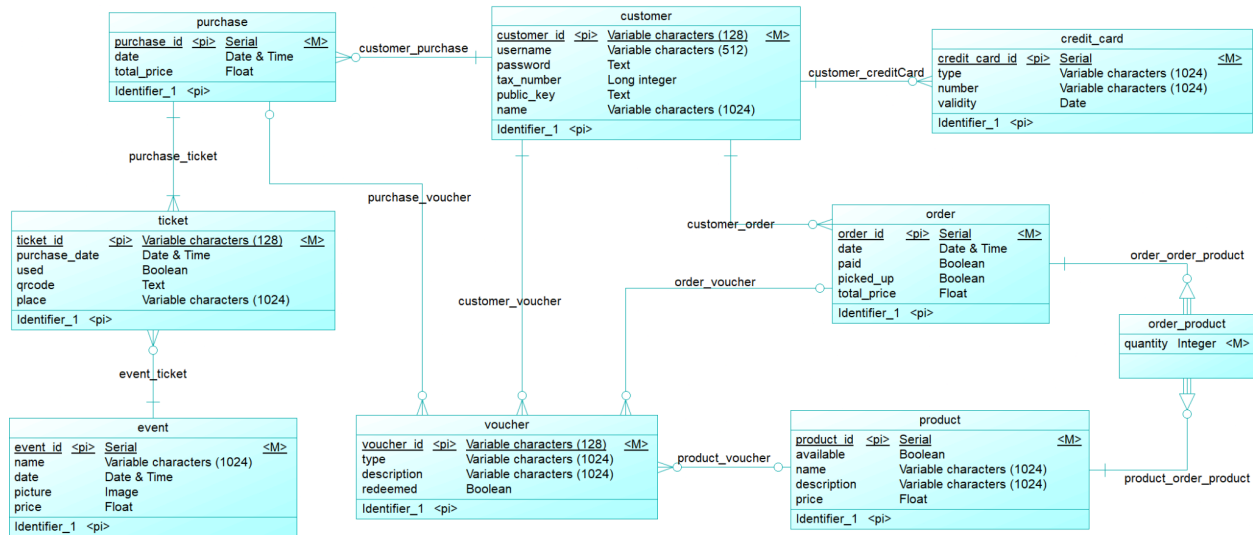 purchase
purchase_id <pi> Serial <M>
date Date & Time
total_price Float
Identifier_1 <pi>
customer_purchase
customer
customer_id <pi> Variable characters (128) <M>
username Variable characters (512)
password Text
tax_number Long integer
public_key Text
name Variable characters (1024)
Identifier_1 <pi>
customer_creditCard
credit_card
credit_card_id <pi> Serial <M>
type Variable characters (1024)
number Variable characters (1024)
validity Date
Identifier_1 <pi>
purchase_ticket
purchase_voucher
customer_order
ticket
ticket_id <pi> Variable characters (128) <M>
purchase_date Date & Time
used Boolean
qrcode Text
place Variable characters (1024)
Identifier_1 <pi>
customer_voucher
order_voucher
order
order_id <pi> Serial <M>
date Date & Time
paid Boolean
picked_up Boolean
total_price Float
Identifier_1 <pi>
order_order_product
order_product
quantity Integer <M>
event_ticket
event
event_id <pi> Serial <M>
name Variable characters (1024)
date Date & Time
picture Image
price Float
Identifier_1 <pi>
voucher
voucher_id <pi> Variable characters (128) <M>
type Variable characters (1024)
description Variable characters (1024)
redeemed Boolean
Identifier_1 <pi>
product_voucher
product
product_id <pi> Serial <M>
available Boolean
name Variable characters (1024)
description Variable characters (1024)
price Float
Identifier_1 <pi>
product_order_product